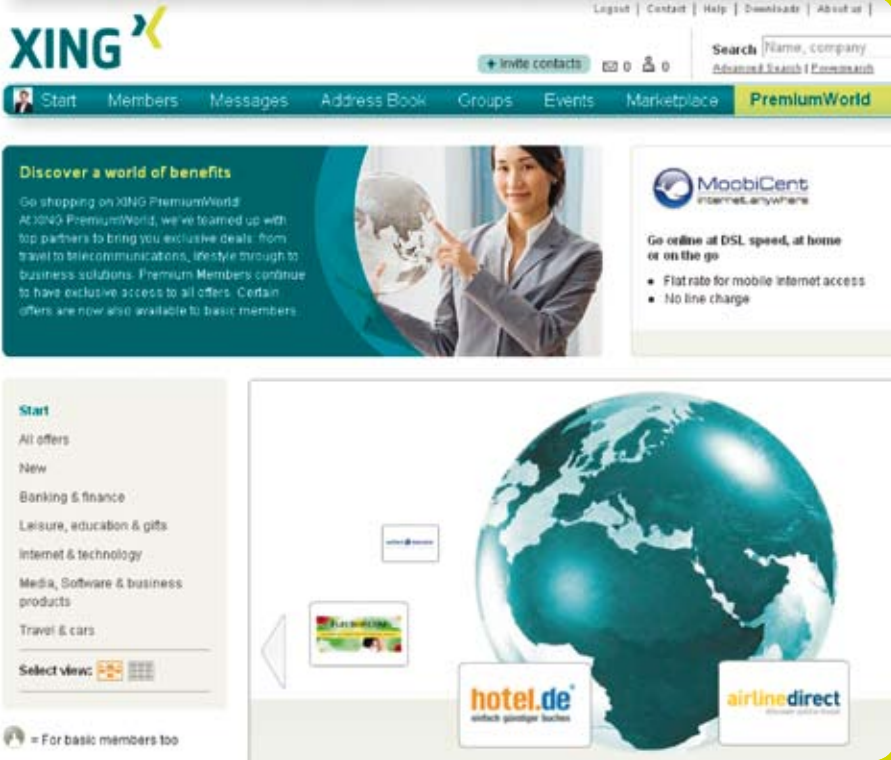 Logout | Contact | Help | Downloads | About us |
XING
+ Invite contacts
0 0
Search Name, company
Advanced Search | Powersearch
Start Members Messages Address Book Groups Events Marketplace PremiumWorld
Discover a world of benefits
Go shopping on XING PremiumWorld!
At XING PremiumWorld, we've teamed up with
top partners to bring you exclusive deals: from
travel to telecommunications, lifestyle through to
business solutions. Premium Members continue
to have exclusive access to all offers. Certain
offers are now also available to basic members.
MoobiCent
internet.anywhere
Go online at DSL speed, at home
or on the go
• Flat rate for mobile Internet access
• No line charge
Start
All offers
New
Banking & finance
Leisure, education & gifts
Internet & technology
Media, Software & business
products
Travel & cars
Select view:
= For basic members too
hotel.de
einfach günstiger buchen
airlinedirect